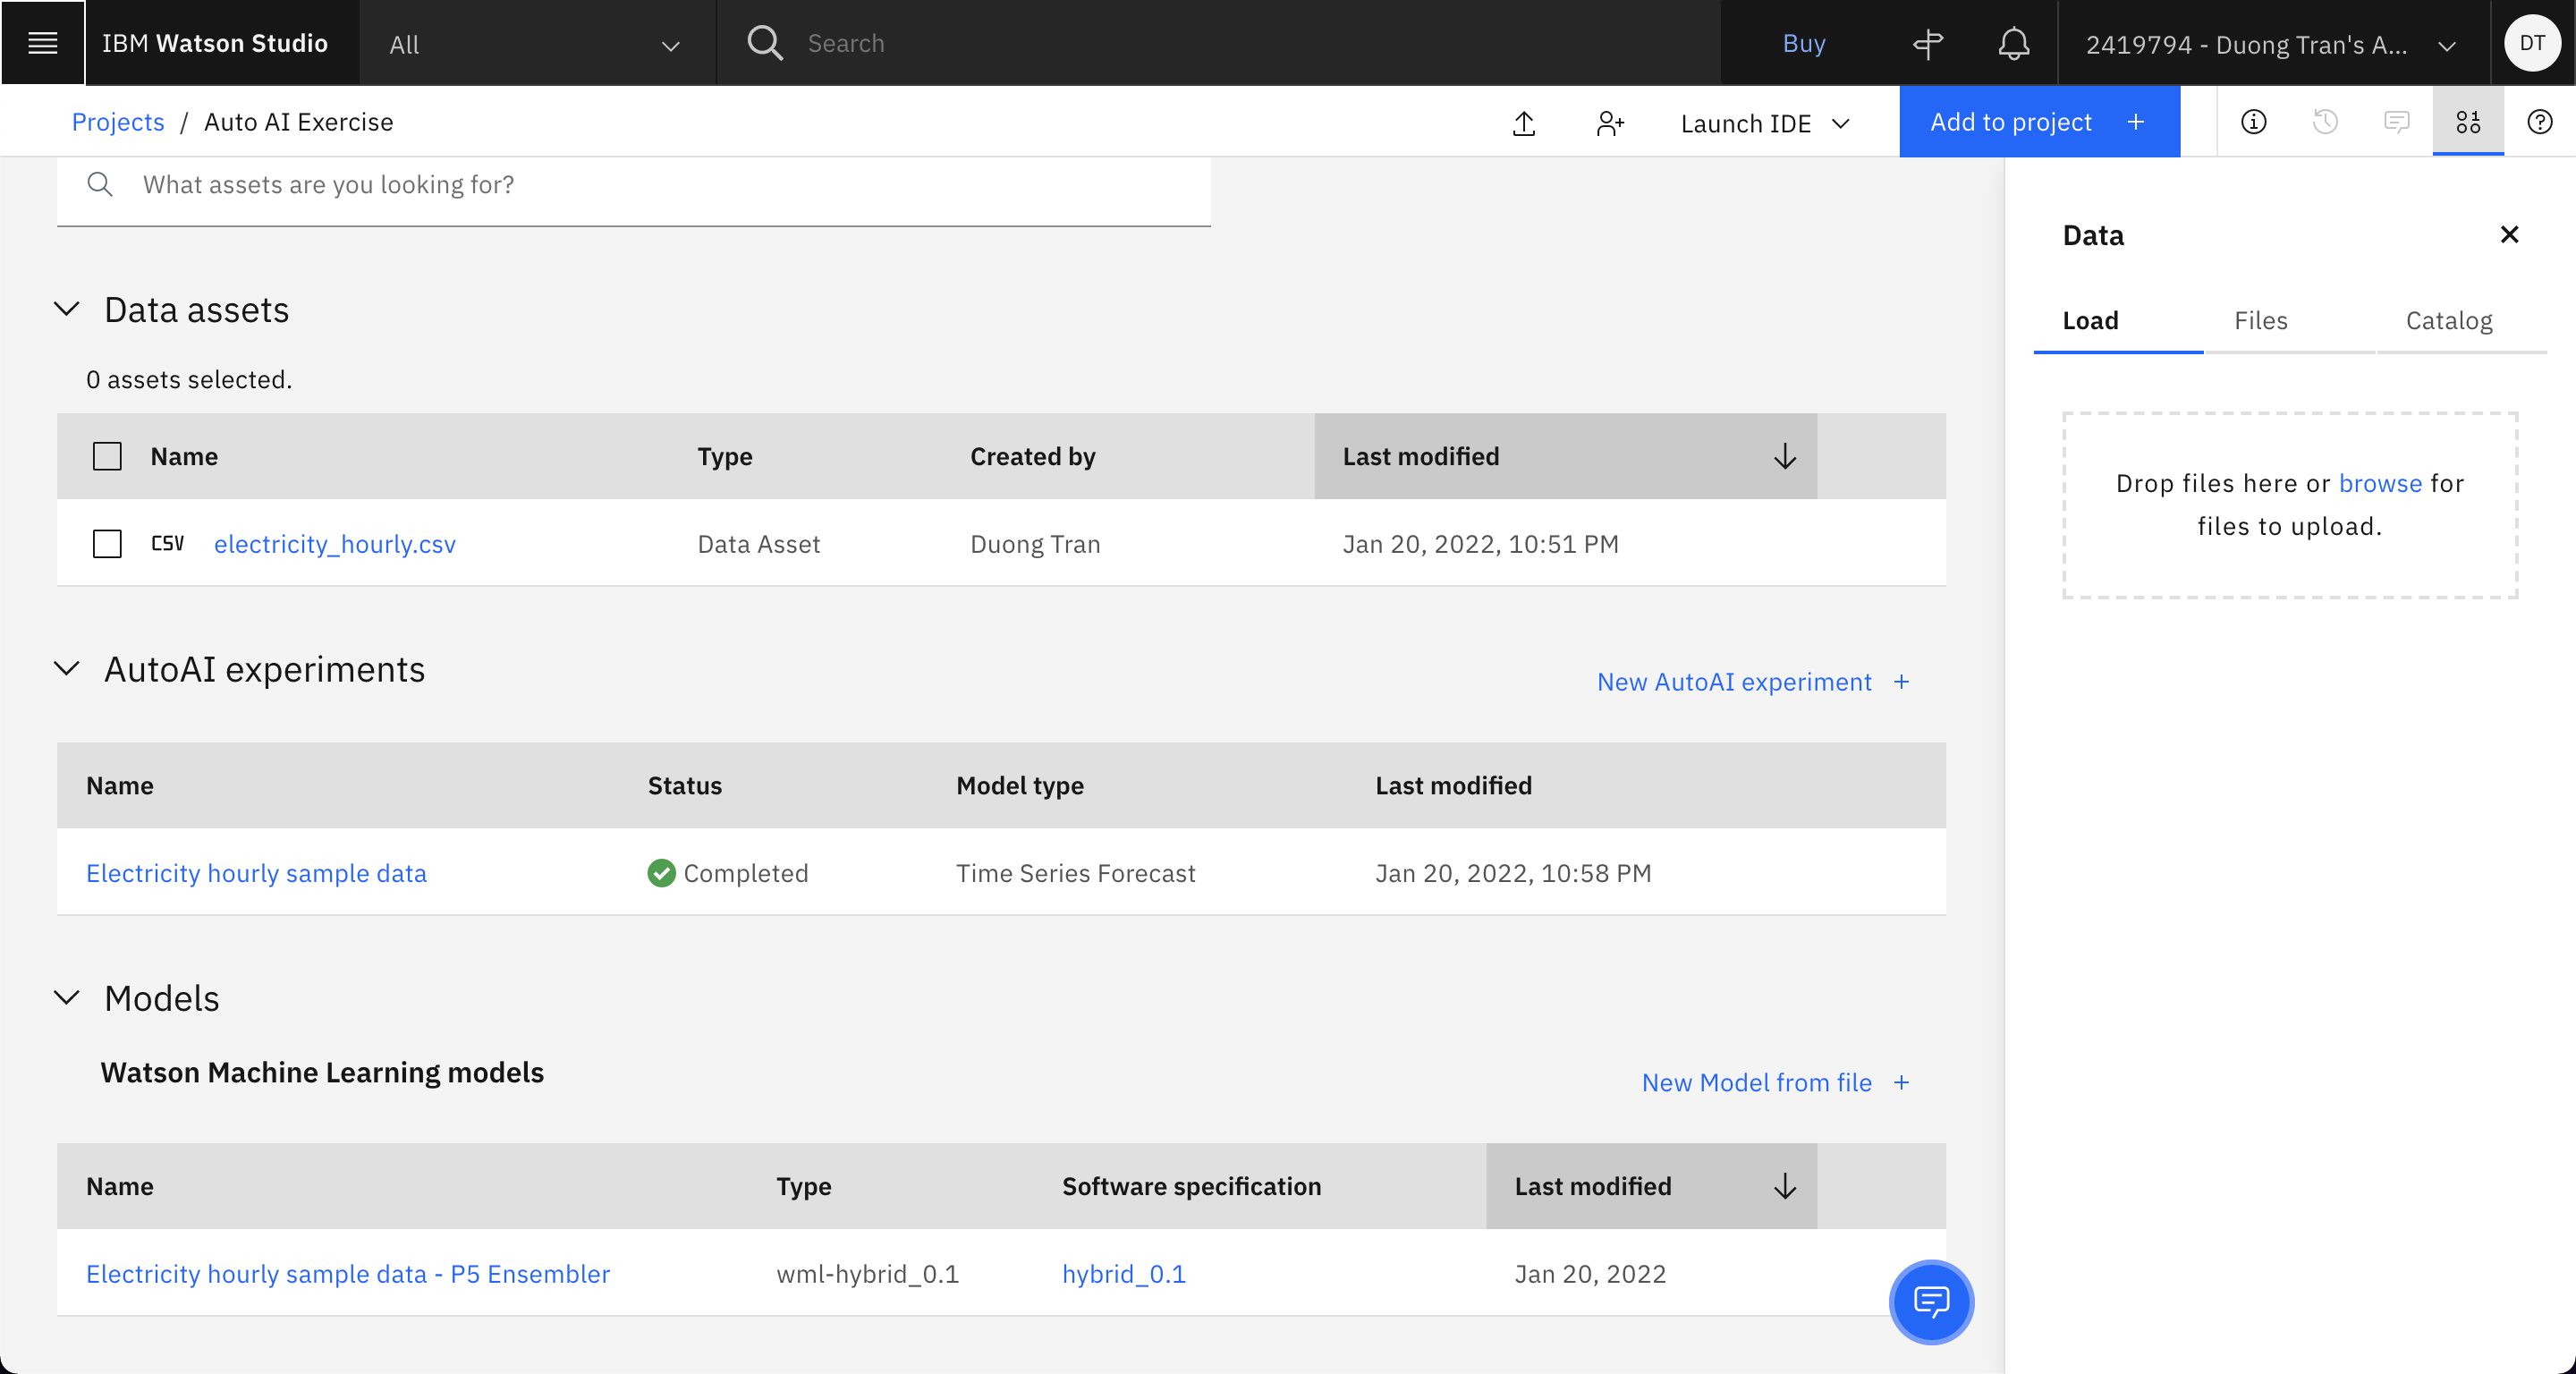 IBM Watson Studio
All
Search
Buy
2419794 - Duong Tran's A...
DT
Projects / Auto AI Exercise
Launch IDE
Add to project +
What assets are you looking for?
Data assets
0 assets selected.
Name Type Created by Last modified
CSV electricity_hourly.csv Data Asset Duong Tran Jan 20, 2022, 10:51 PM
AutoAI experiments
New AutoAI experiment +
Name Status Model type Last modified
Electricity hourly sample data Completed Time Series Forecast Jan 20, 2022, 10:58 PM
Models
Watson Machine Learning models
New Model from file +
Name Type Software specification Last modified
Electricity hourly sample data - P5 Ensembler wml-hybrid_0.1 hybrid_0.1 Jan 20, 2022
Data
Load Files Catalog
Drop files here or browse for
files to upload.